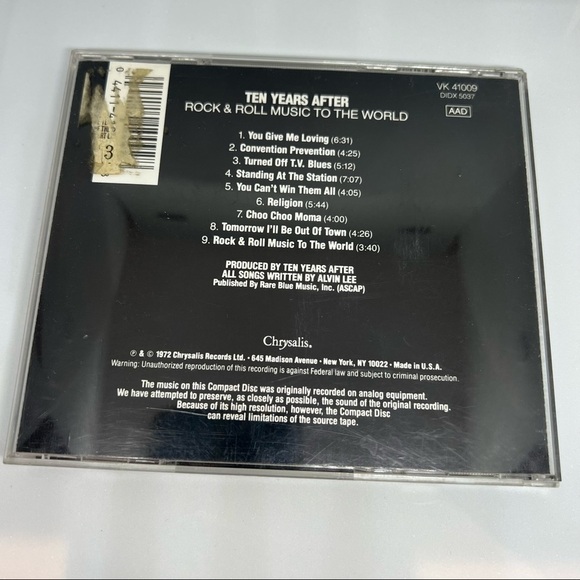 TEN YEARS AFTER
ROCK & ROLL MUSIC TO THE WORLD
VK 41009
DIDX 5037
AAD
1. You Give Me Loving (6:31)
2. Convention Prevention (4:25)
3. Turned Off T.V. Blues (5:12)
4. Standing At The Station (7:07)
5. You Can't Win Them All (4:05)
6. Religion (5:44)
7. Choo Choo Moma (4:00)
8. Tomorrow I'll Be Out Of Town (4:26)
9. Rock & Roll Music To The World (3:40)
PRODUCED BY TEN YEARS AFTER
ALL SONGS WRITTEN BY ALVIN LEE
Published By Rare Blue Music, Inc. (ASCAP)
Chrysalis.
℗ & © 1972 Chrysalis Records Ltd. • 645 Madison Avenue • New York, NY 10022 • Made in U.S.A.
Warning: Unauthorized reproduction of this recording is against Federal law and subject to criminal prosecution.
The music on this Compact Disc was originally recorded on analog equipment.
We have attempted to preserve, as closely as possible, the sound of the original recording.
Because of its high resolution, however, the Compact Disc
can reveal limitations of the source tape.
3